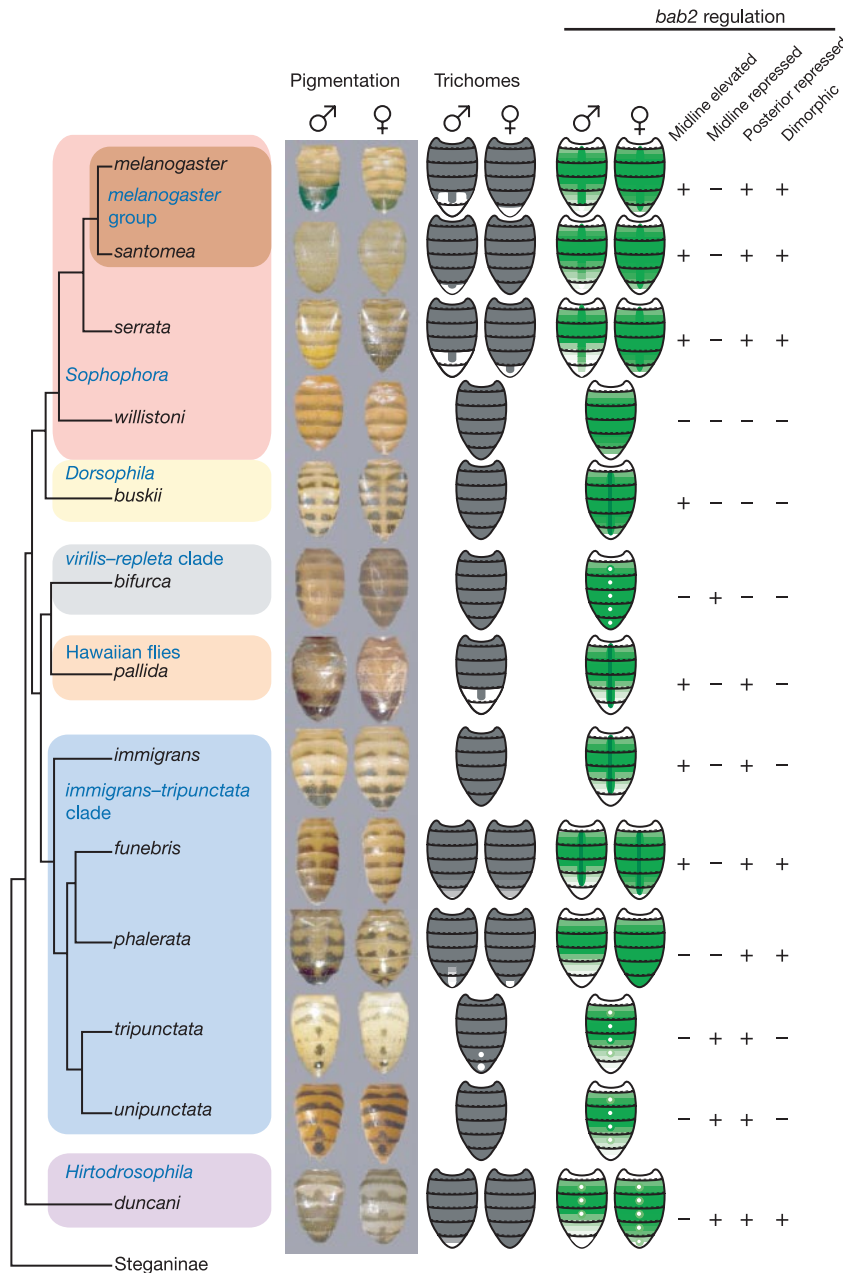 bab2 regulation
Pigmentation
Trichomes
Midline elevated
Midline repressed
Posterior repressed
Dimorphic
♂ ♀ ♂ ♀ ♂ ♀
melanogaster
melanogaster
group
+ − + +
santomea
+ − + +
serrata
+ − + +
Sophophora
willistoni
− − − −
Dorsophila
buskii
+ − − −
virilis–repleta clade
bifurca
− + − −
Hawaiian flies
pallida
+ − + −
immigrans
+ − + −
immigrans–tripunctata
clade
funebris
+ − + +
phalerata
− − + +
tripunctata
− + + −
unipunctata
− + + −
Hirtodrosophila
duncani
− + + +
Steganinae